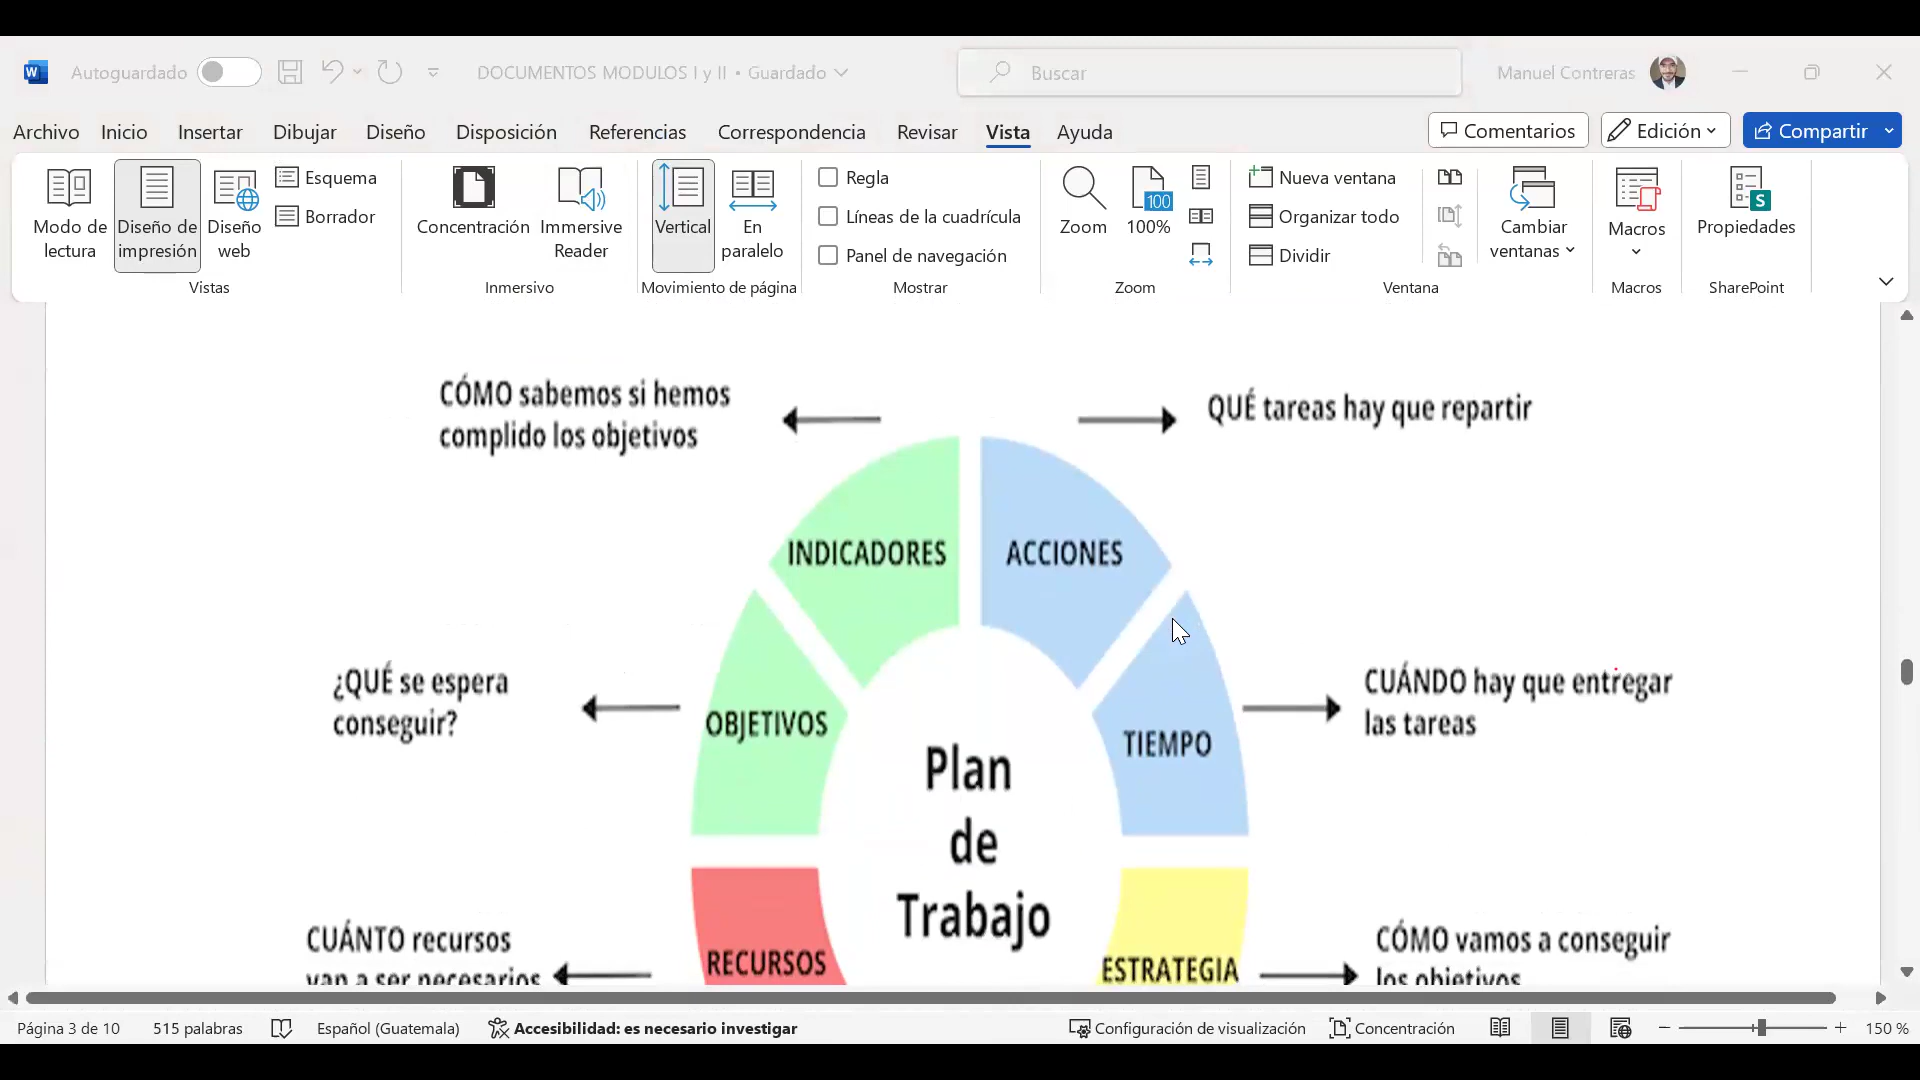 W Autoguardado DOCUMENTOS MODULOS I y II • Guardado Buscar Manuel Contreras
Archivo Inicio Insertar Dibujar Diseño Disposición Referencias Correspondencia Revisar Vista Ayuda Comentarios Edición Compartir
Modo de lectura
Diseño de impresión
Diseño web
Esquema
Borrador
Vistas
Concentración
Immersive Reader
Inmersivo
Vertical
En paralelo
Movimiento de página
Regla
Líneas de la cuadrícula
Panel de navegación
Mostrar
Zoom
100
100%
Zoom
Nueva ventana
Organizar todo
Dividir
Cambiar ventanas
Ventana
Macros
Macros
S
Propiedades
SharePoint
CÓMO sabemos si hemos
complido los objetivos
QUÉ tareas hay que repartir
INDICADORES
ACCIONES
¿QUÉ se espera
conseguir?
OBJETIVOS
TIEMPO
CUÁNDO hay que entregar
las tareas
Plan
de
Trabajo
CUÁNTO recursos
van a ser necesarios
RECURSOS
ESTRATEGIA
CÓMO vamos a conseguir
los objetivos
Página 3 de 10 515 palabras Español (Guatemala) Accesibilidad: es necesario investigar Configuración de visualización Concentración 150 %